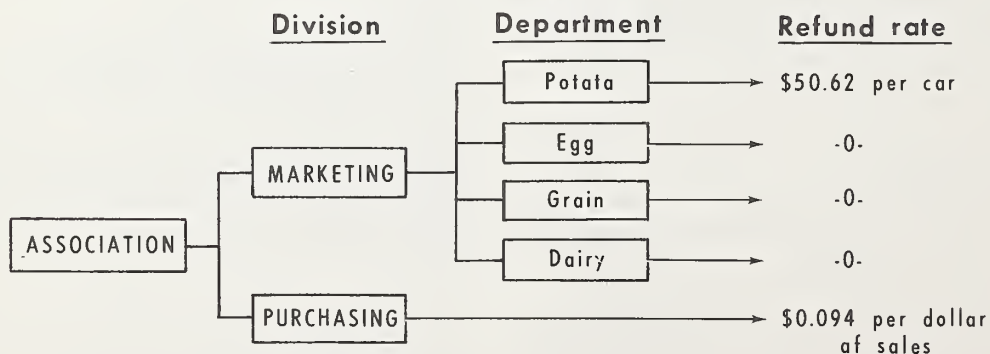 Division Department Refund rate
Potata $50.62 per car
Egg -0-
MARKETING
Grain -0-
ASSOCIATION
Dairy -0-
PURCHASING $0.094 per dollar
af sales